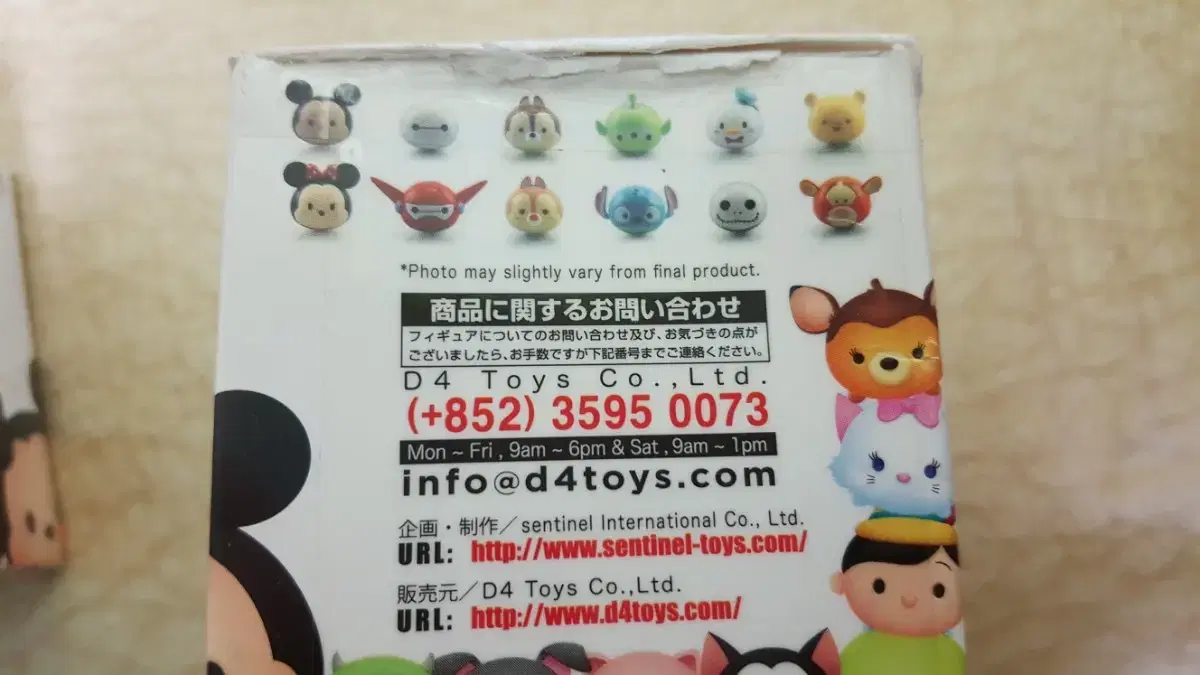 *Photo may slightly vary from final product.
商品に関するお問い合わせ
フィギュアについてのお問い合わせ及び、お気づきの点が
ございましたら、お手数ですが下記番号までご連絡ください。
D4 Toys Co.,Ltd.
(+852) 3595 0073
Mon ~ Fri , 9am ~ 6pm & Sat , 9am ~ 1pm
info@d4toys.com
企画・制作／sentinel International Co., Ltd.
URL: http://www.sentinel-toys.com/
販売元／D4 Toys Co.,Ltd.
URL: http://www.d4toys.com/